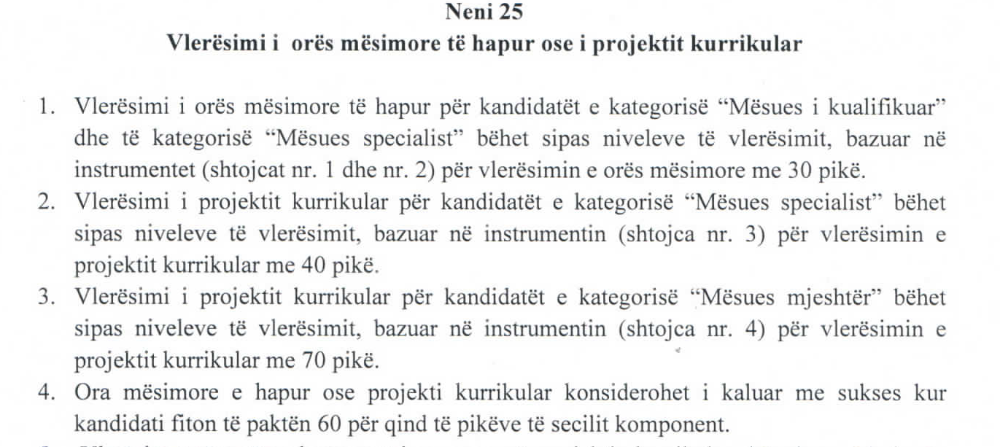 Neni 25
Vlerësimi i orës mësimore të hapur ose i projektit kurrikular
1. Vlerësimi i orës mësimore të hapur për kandidatët e kategorisë “Mësues i kualifikuar”
dhe të kategorisë “Mësues specialist” bëhet sipas niveleve të vlerësimit, bazuar në
instrumentet (shtojcat nr. 1 dhe nr. 2) për vlerësimin e orës mësimore me 30 pikë.
2. Vlerësimi i projektit kurrikular për kandidatët e kategorisë “Mësues specialist” bëhet
sipas niveleve të vlerësimit, bazuar në instrumentin (shtojca nr. 3) për vlerësimin e
projektit kurrikular me 40 pikë.
3. Vlerësimi i projektit kurrikular për kandidatët e kategorisë “Mësues mjeshtër” bëhet
sipas niveleve të vlerësimit, bazuar në instrumentin (shtojca nr. 4) për vlerësimin e
projektit kurrikular me 70 pikë.
4. Ora mësimore e hapur ose projekti kurrikular konsiderohet i kaluar me sukses kur
kandidati fiton të paktën 60 për qind të pikëve të secilit komponent.